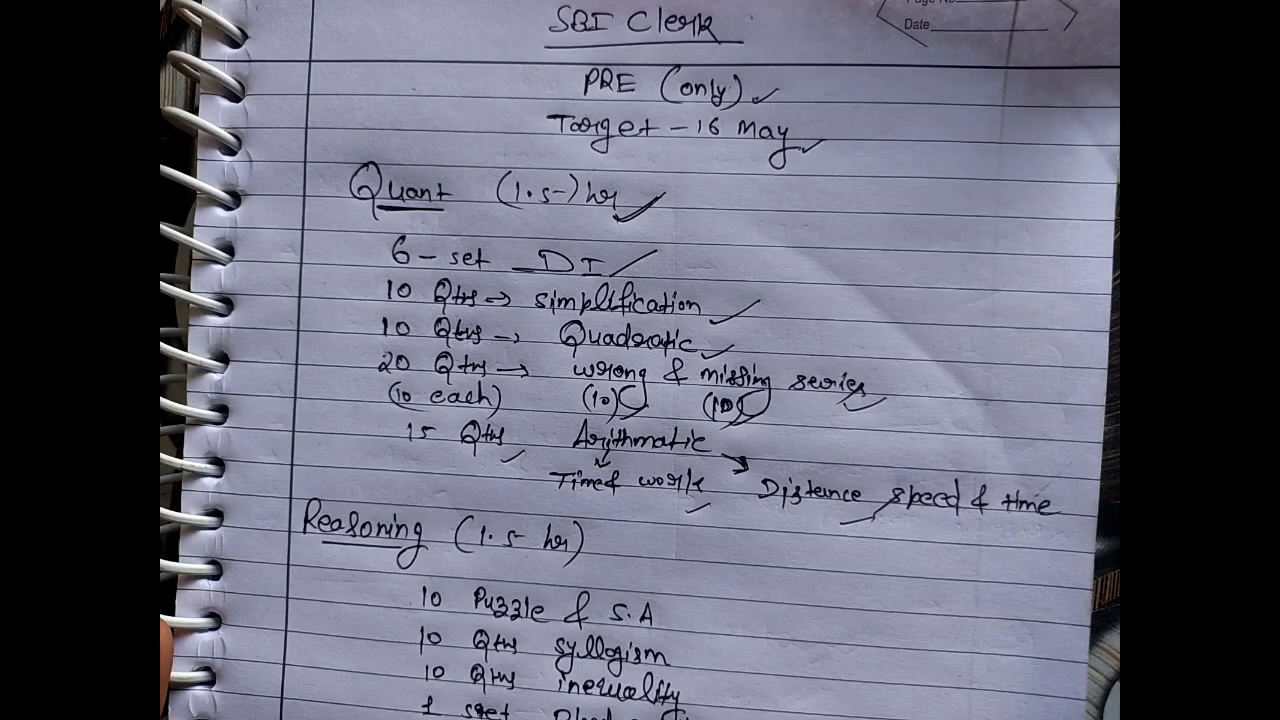 Page No.
Date
SBI Clerk
PRE (only)
Target - 16 May
Quant (1.5) hr
6 - set DI
10 Qtns → simplification
10 Qtns → Quadratic
20 Qtns → wrong & missing series
(10 each) (10) (10)
15 Qtns Arithmatic
Time & work Distance speed & time
Reasoning (1.5 hr)
10 Puzzle & S.A
10 Qtns syllogism
10 Qtns inequality
1 set